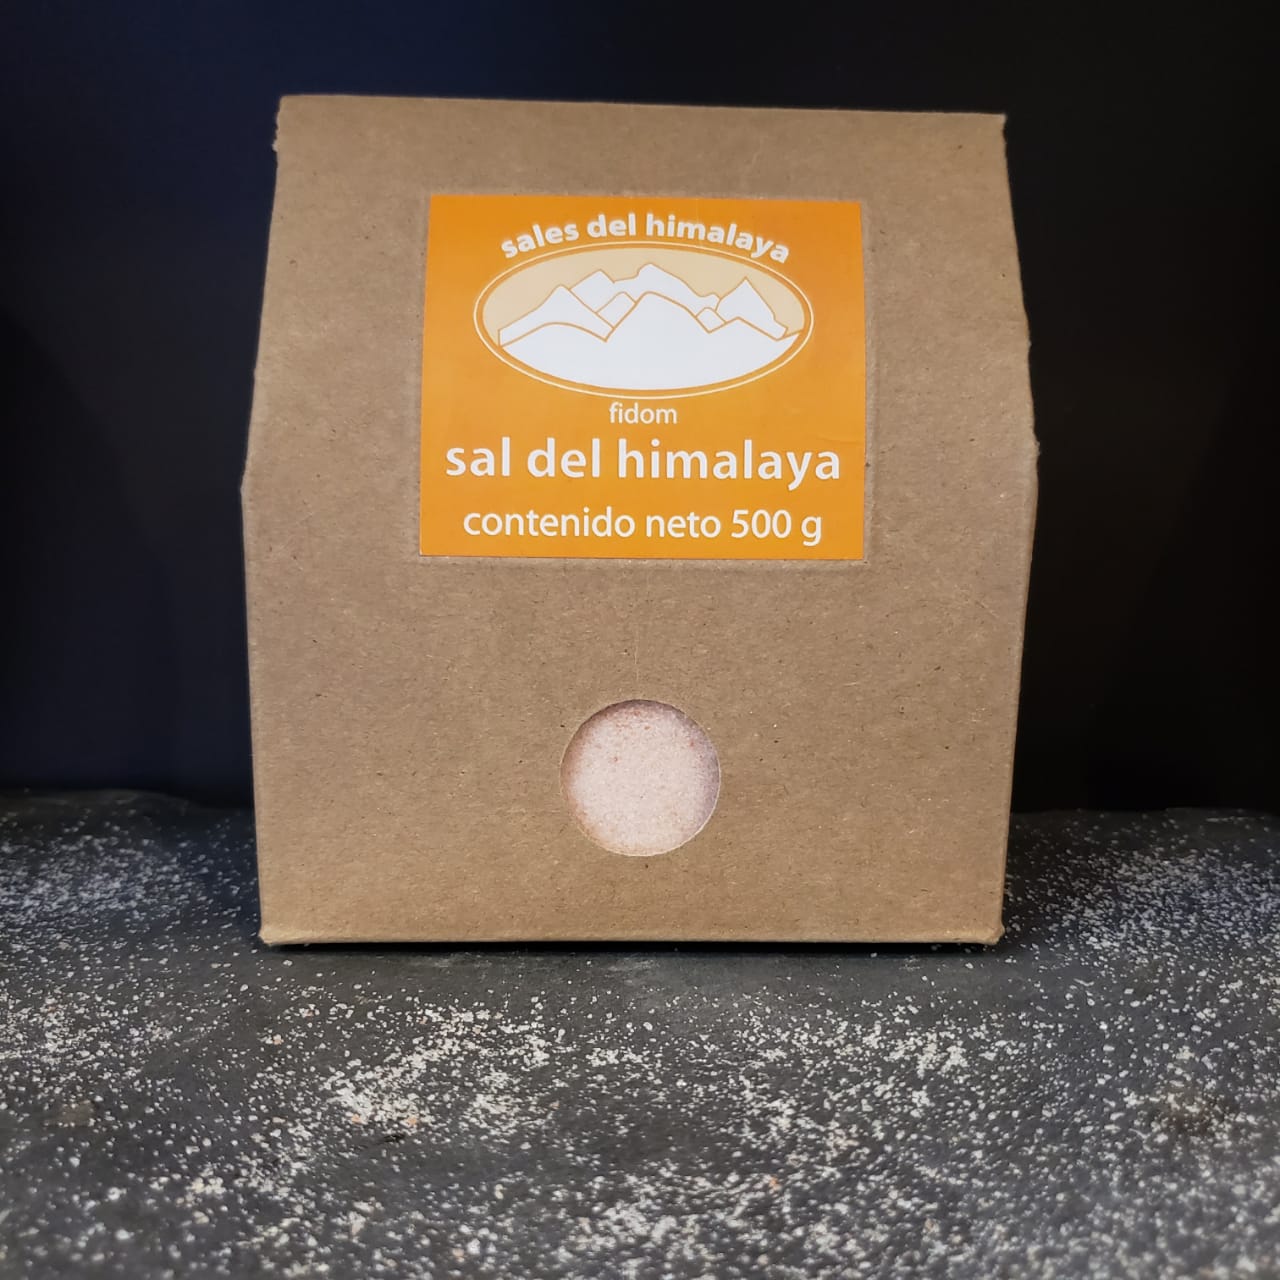 sales del himalaya
fidom
sal del himalaya
contenido neto 500 g